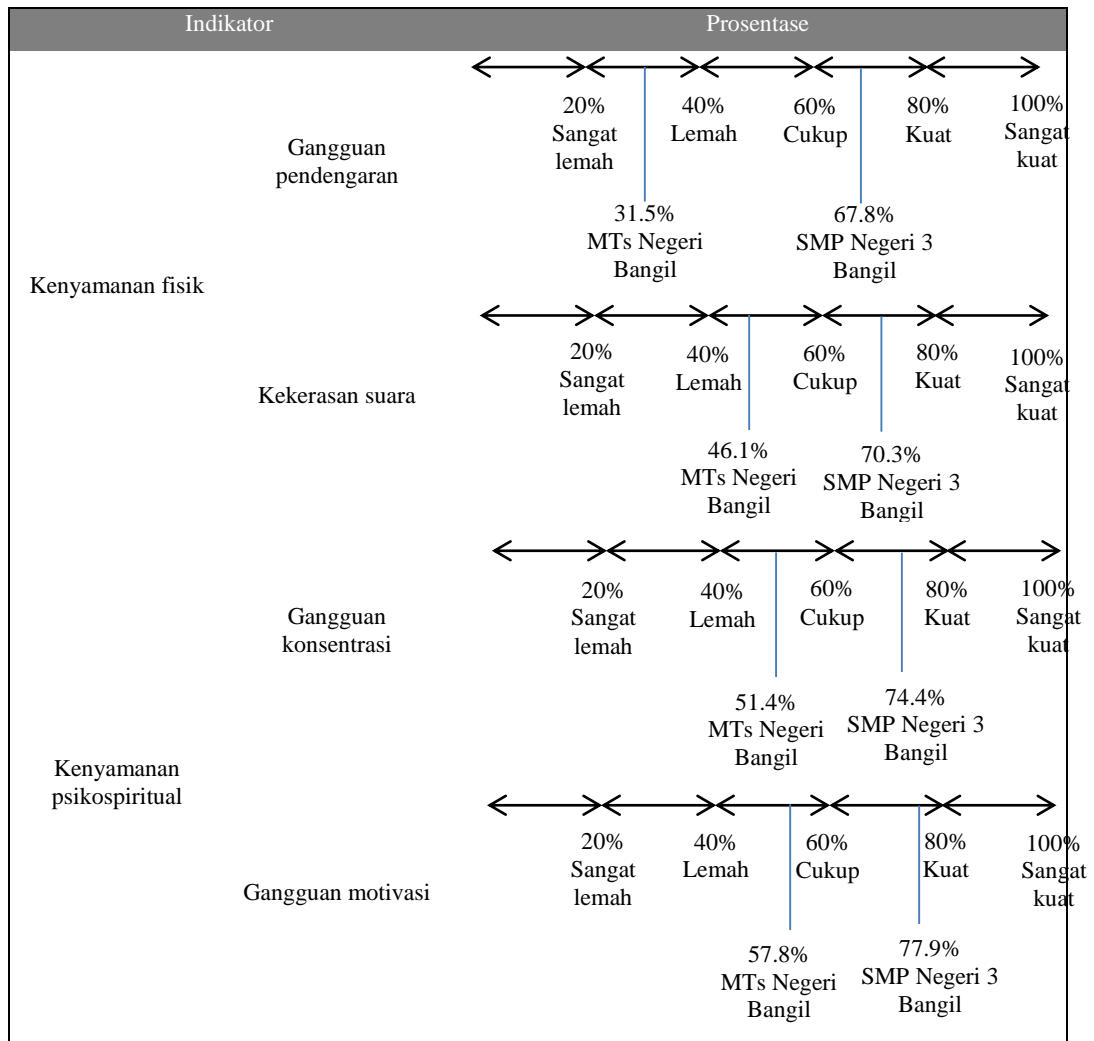 Indikator
Prosentase
Kenyamanan fisik
Gangguan
pendengaran
20%
Sangat
lemah
40%
Lemah
60%
Cukup
80%
Kuat
100%
Sangat
kuat
31.5%
MTs Negeri
Bangil
67.8%
SMP Negeri 3
Bangil
Kekerasan suara
20%
Sangat
lemah
40%
Lemah
60%
Cukup
80%
Kuat
100%
Sangat
kuat
46.1%
MTs Negeri
Bangil
70.3%
SMP Negeri 3
Bangil
Kenyamanan
psikospiritual
Gangguan
konsentrasi
20%
Sangat
lemah
40%
Lemah
60%
Cukup
80%
Kuat
100%
Sangat
kuat
51.4%
MTs Negeri
Bangil
74.4%
SMP Negeri 3
Bangil
Gangguan motivasi
20%
Sangat
lemah
40%
Lemah
60%
Cukup
80%
Kuat
100%
Sangat
kuat
57.8%
MTs Negeri
Bangil
77.9%
SMP Negeri 3
Bangil